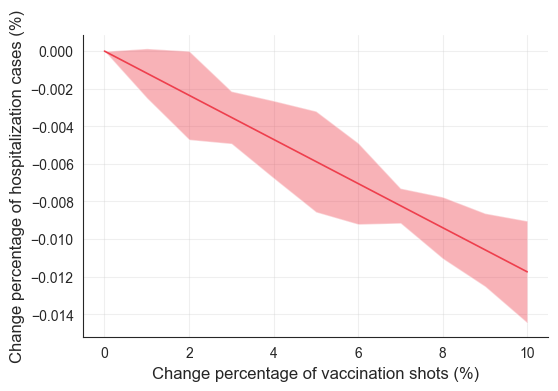 Change percentage of hospitalization cases (%)
0.000
−0.002
−0.004
−0.006
−0.008
−0.010
−0.012
−0.014
0 2 4 6 8 10
Change percentage of vaccination shots (%)